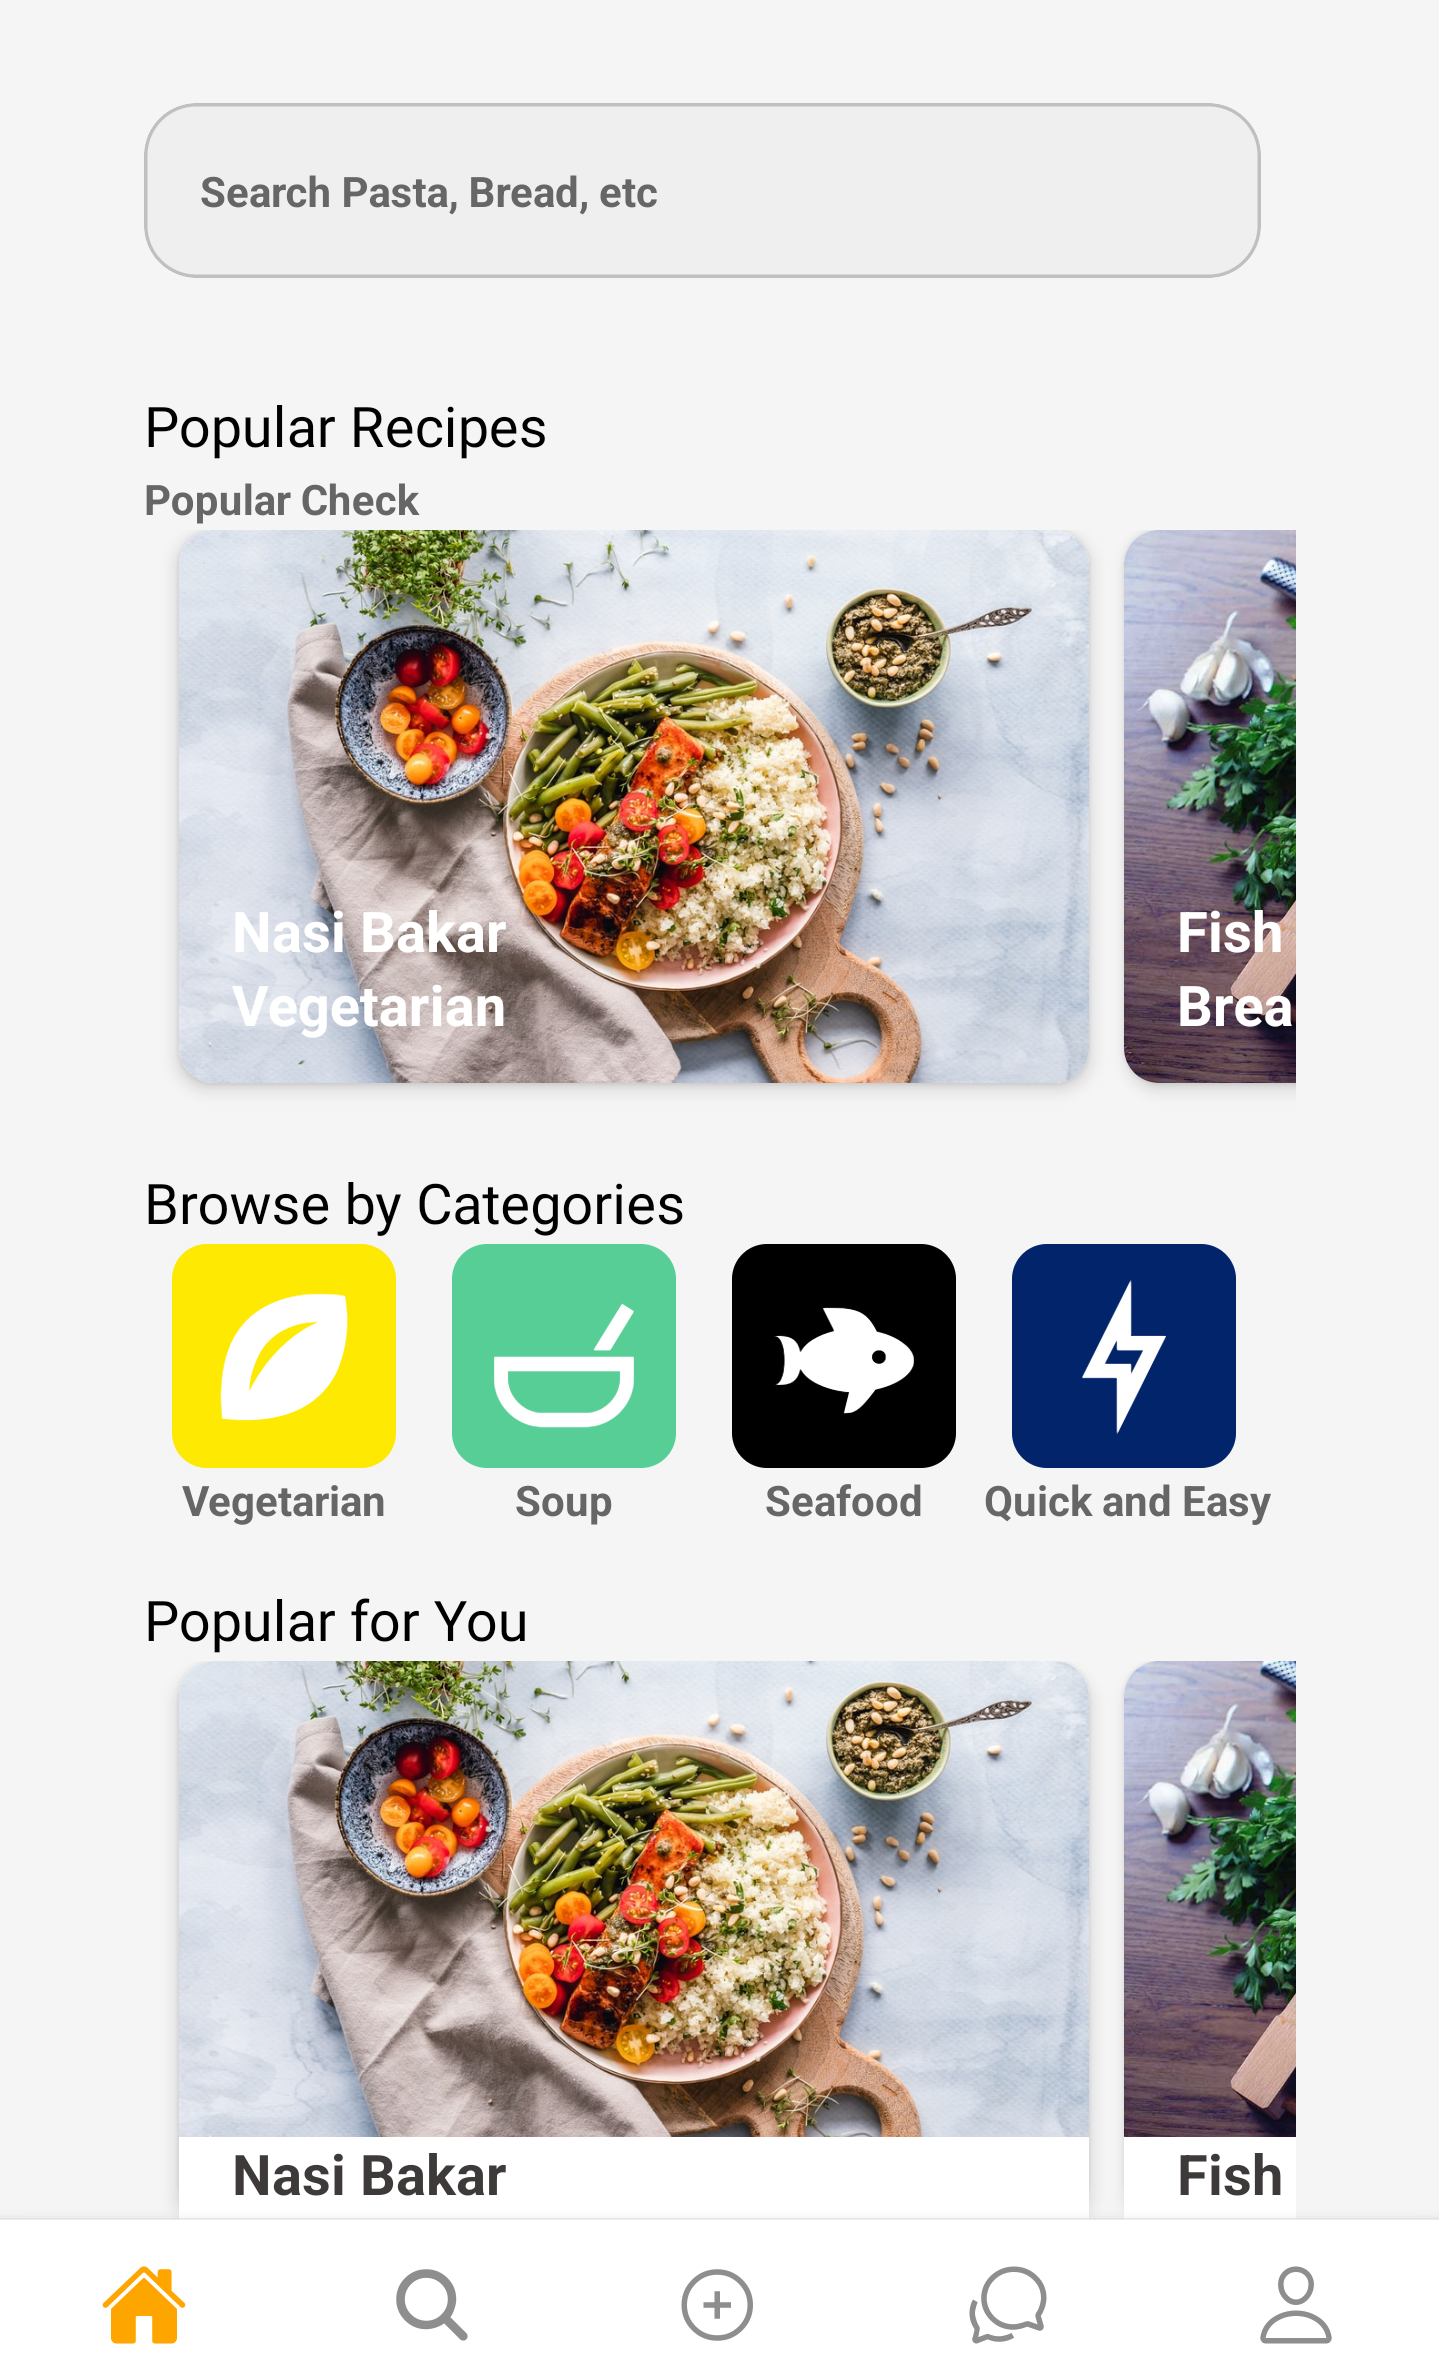 Search Pasta, Bread, etc
Popular Recipes
Popular Check
Nasi Bakar
Vegetarian
Fish
Brea
Browse by Categories
Vegetarian
Soup
Seafood
Quick and Easy
Popular for You
Nasi Bakar
Fish